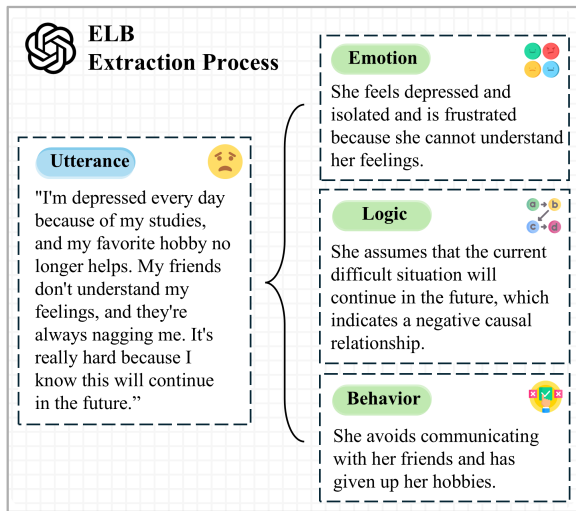 ELB
Extraction Process
Utterance
"I'm depressed every day
because of my studies,
and my favorite hobby no
longer helps. My friends
don't understand my
feelings, and they're
always nagging me. It's
really hard because I
know this will continue
in the future.”
Emotion
She feels depressed and
isolated and is frustrated
because she cannot understand
her feelings.
Logic
a b
c d
She assumes that the current
difficult situation will
continue in the future, which
indicates a negative causal
relationship.
Behavior
She avoids communicating
with her friends and has
given up her hobbies.